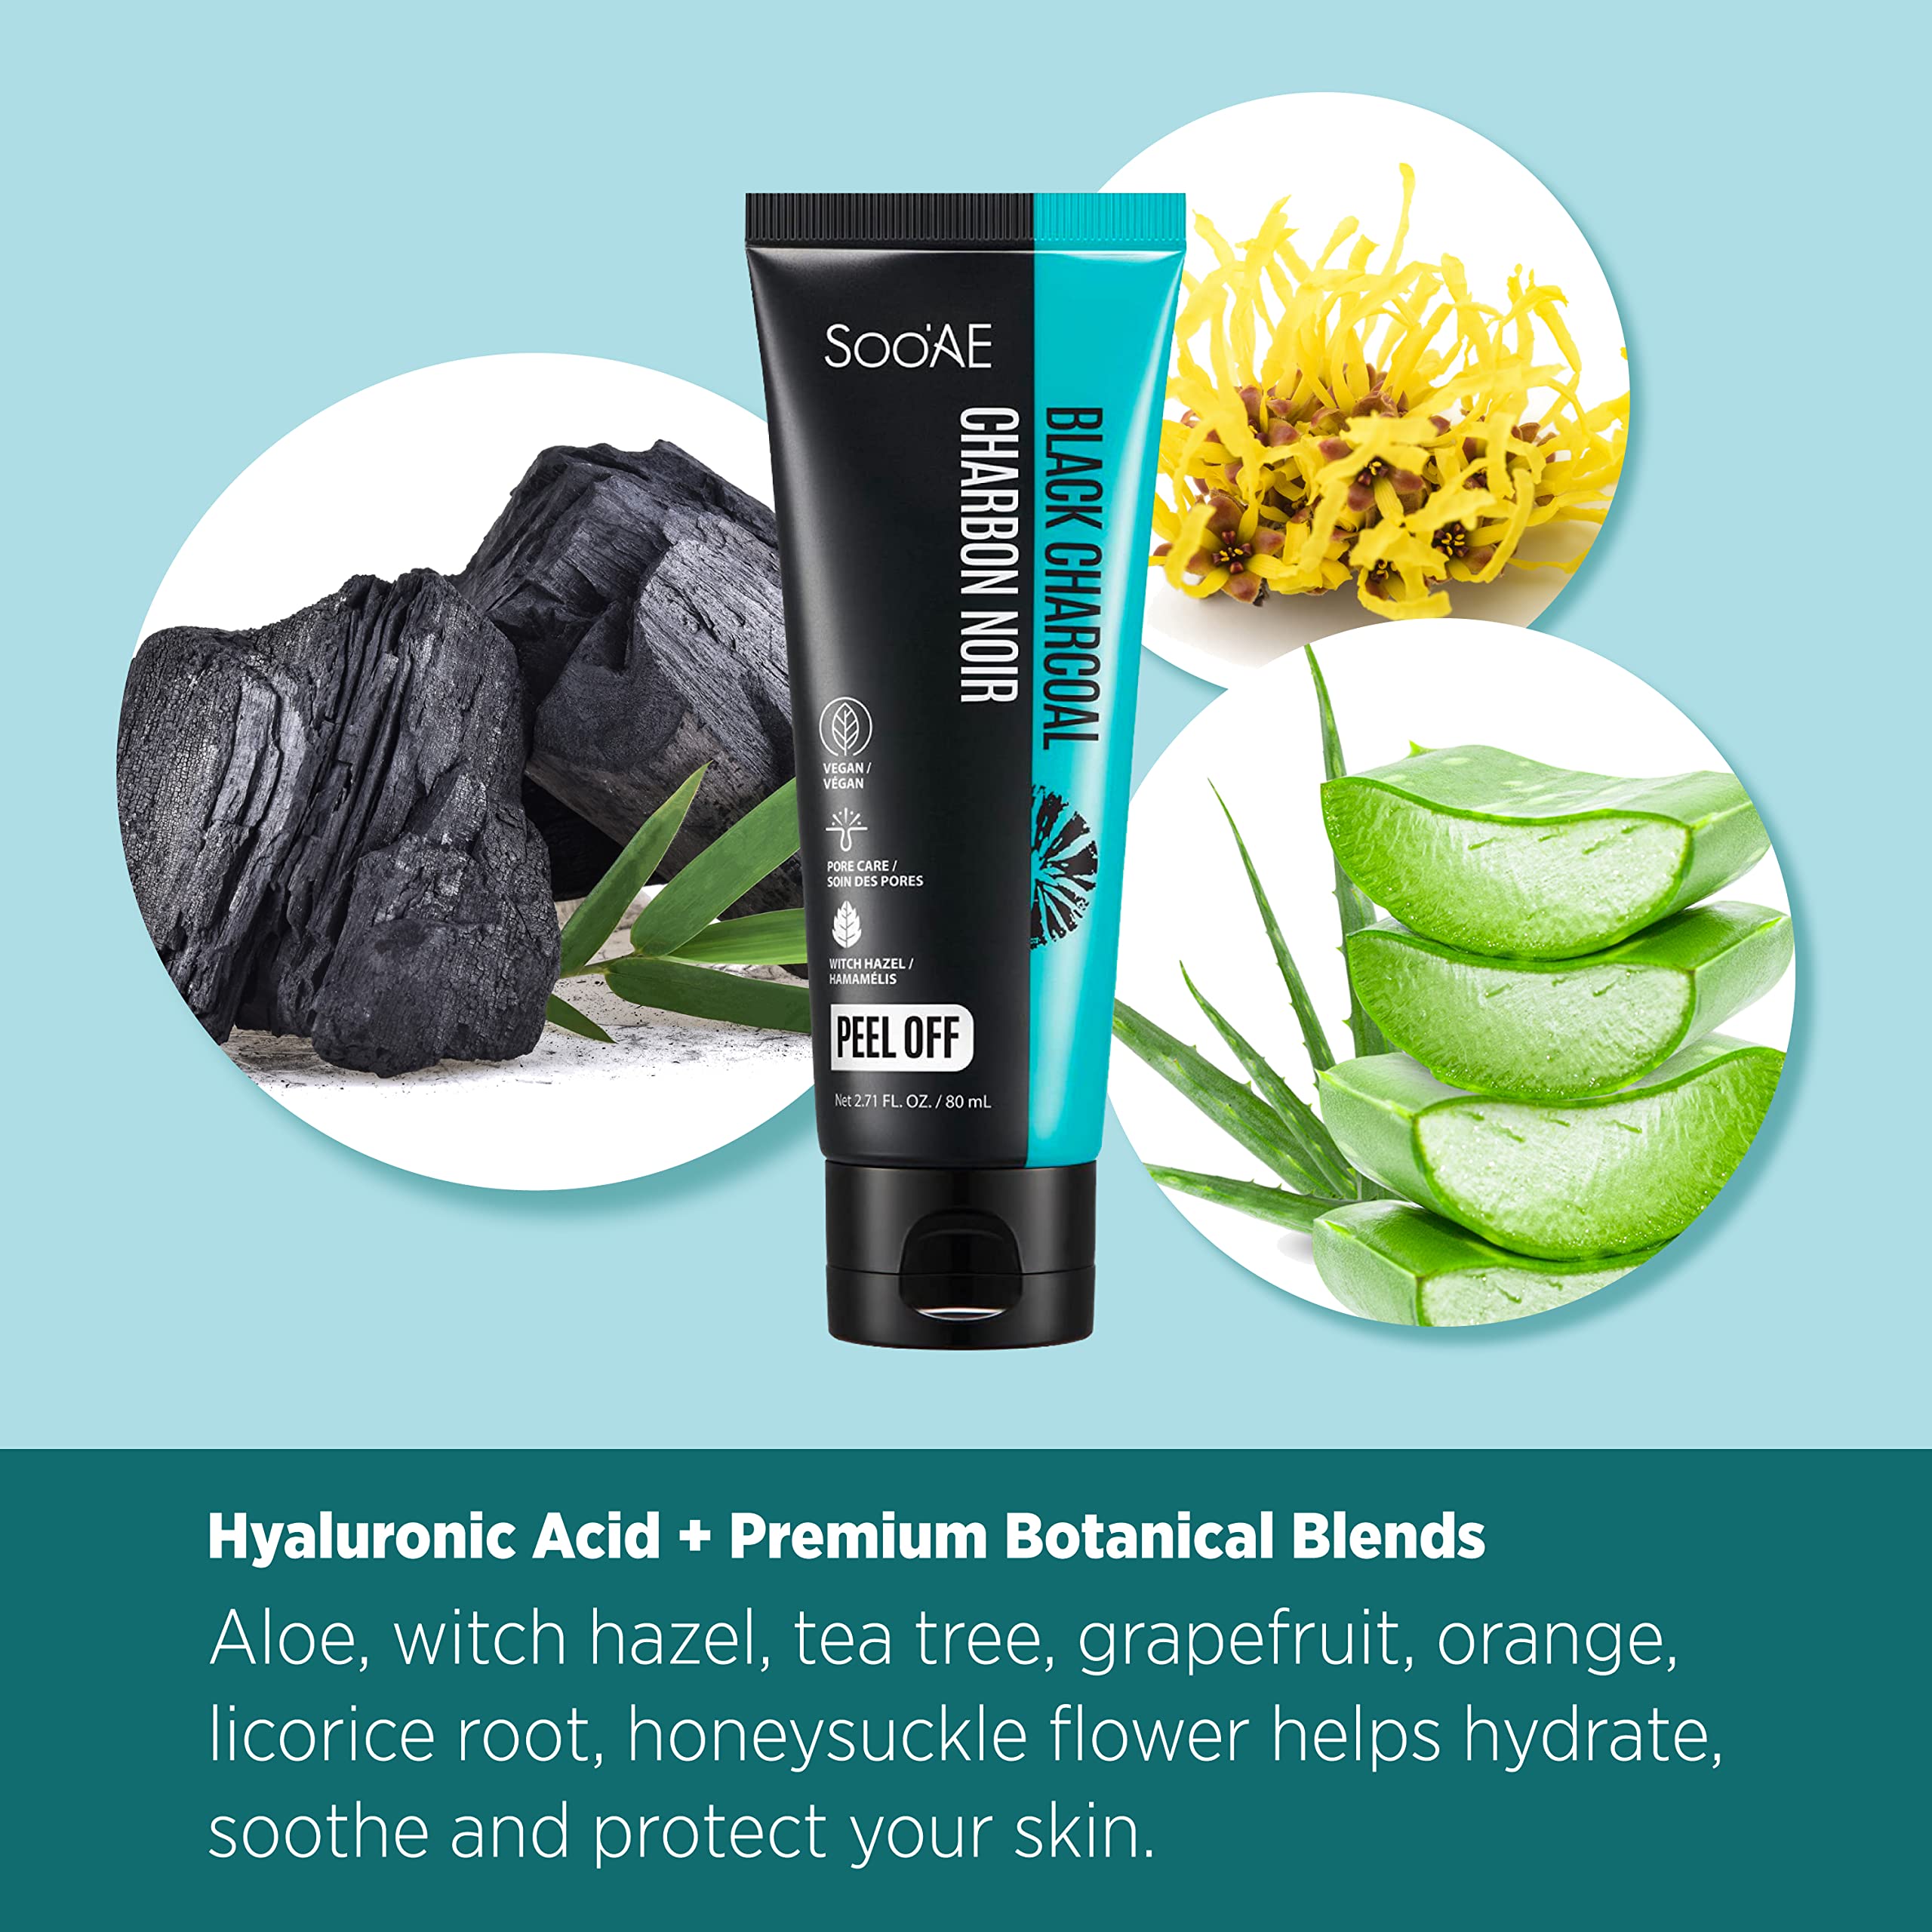 Soo'AE
BLACK CHARCOAL
CHARBON NOIR
VEGAN /
VÉGAN
PORE CARE /
SOIN DES PORES
WITCH HAZEL /
HAMAMÉLIS
PEEL OFF
Net 2.71 FL. OZ. / 80 mL
Hyaluronic Acid + Premium Botanical Blends
Aloe, witch hazel, tea tree, grapefruit, orange,
licorice root, honeysuckle flower helps hydrate,
soothe and protect your skin.